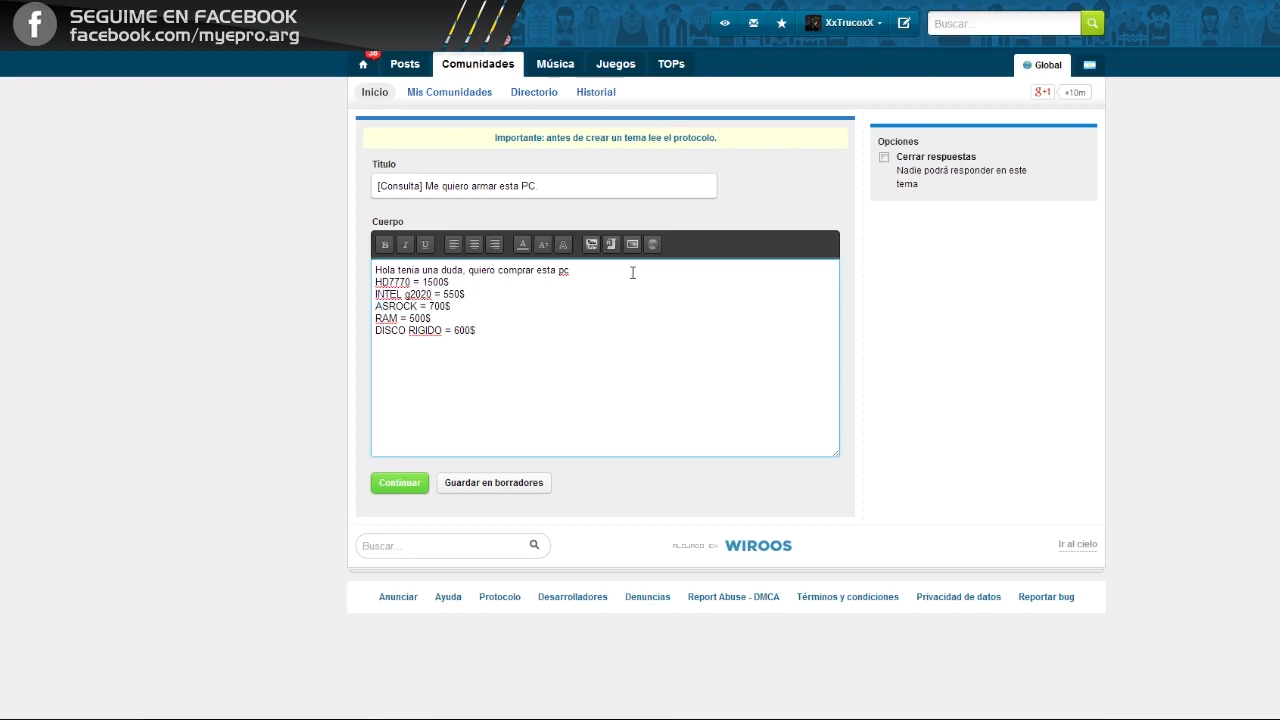 SEGUIME EN FACEBOOK
facebook.com/myepro.arg
38
XxTrucoxX
Buscar...
Posts
Comunidades
Música
Juegos
TOPs
Global
Inicio
Mis Comunidades
Directorio
Historial
g+1
+10m
Importante: antes de crear un tema lee el protocolo.
Titulo
[Consulta] Me quiero armar esta PC.
Cuerpo
B I U
Hola tenia una duda, quiero comprar esta pc
HD7770 = 1500$
INTEL g2020 = 550$
ASROCK = 700$
RAM = 500$
DISCO RIGIDO = 600$
Continuar
Guardar en borradores
Opciones
Cerrar respuestas
Nadie podrá responder en este
tema
Buscar...
ALOJADO EN WIROOS
Ir al cielo
Anunciar
Ayuda
Protocolo
Desarrolladores
Denuncias
Report Abuse - DMCA
Términos y condiciones
Privacidad de datos
Reportar bug